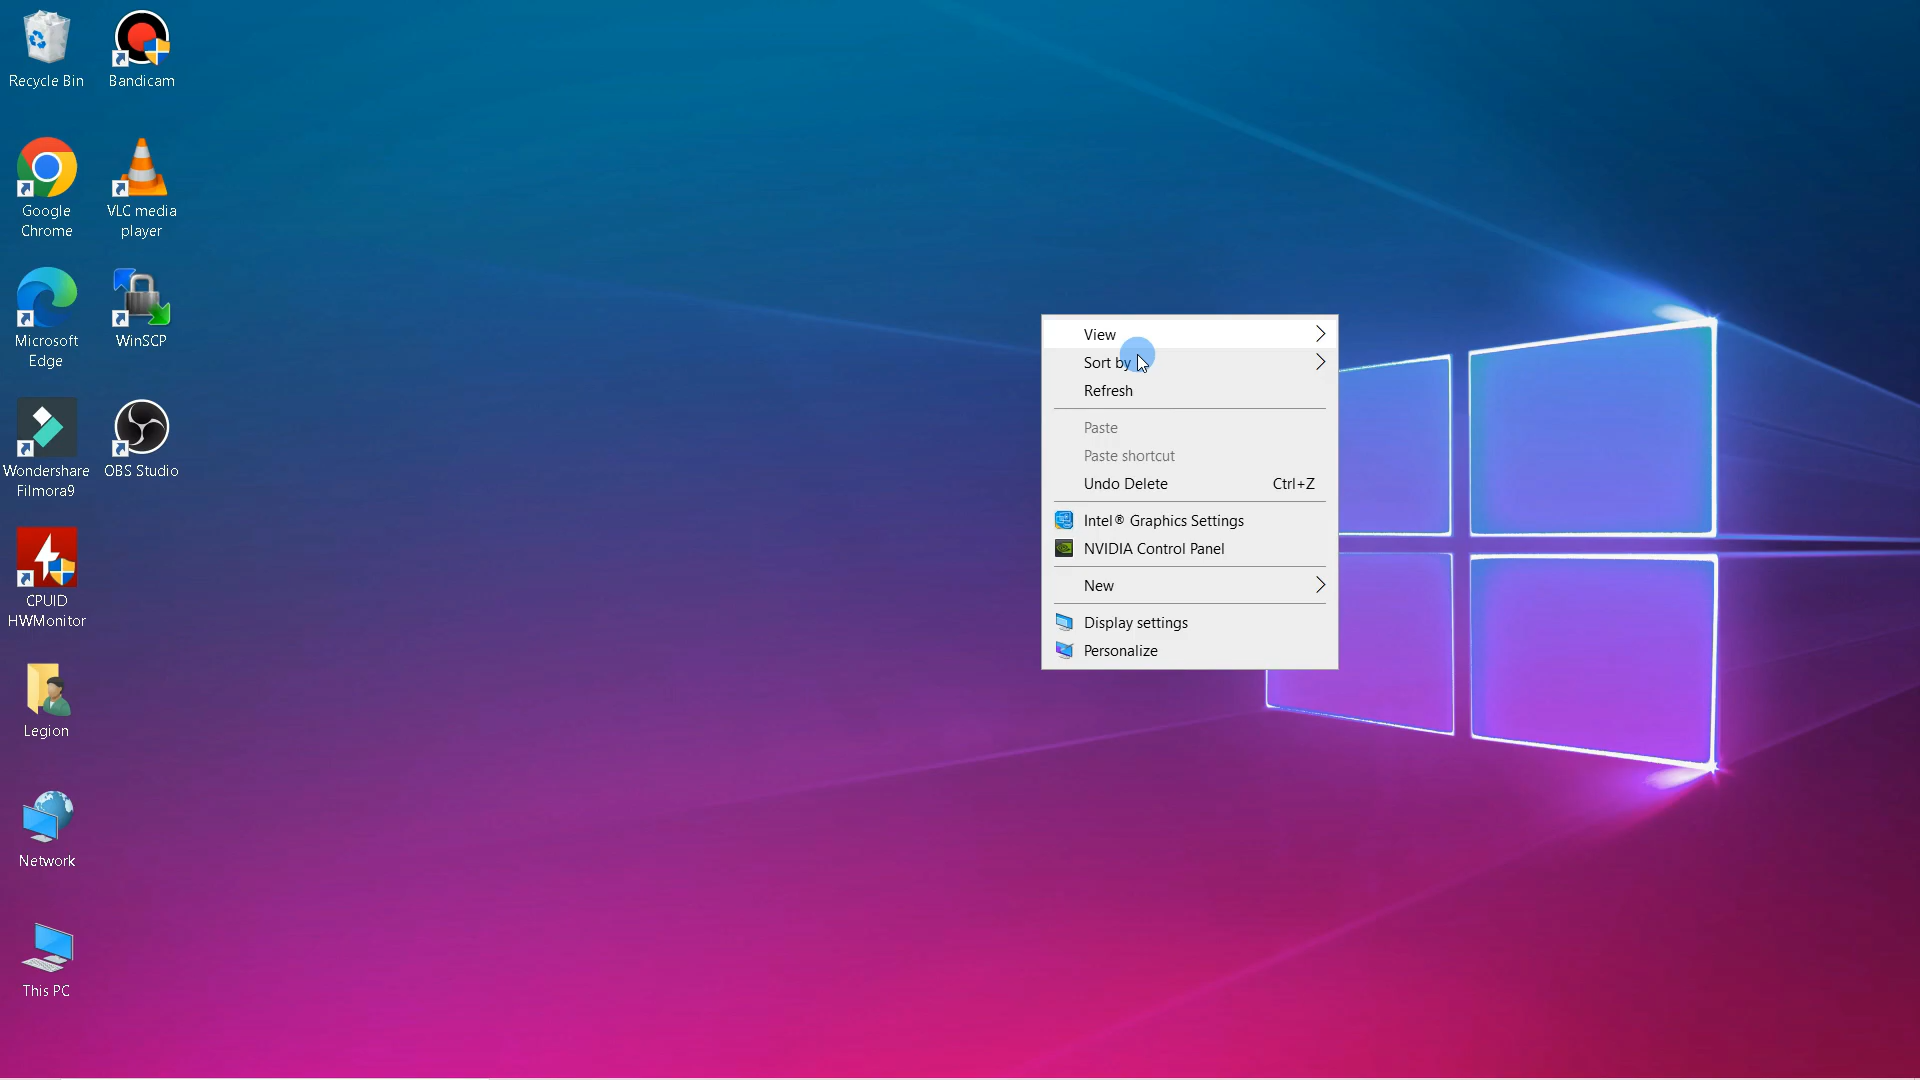 Recycle Bin
Bandicam
Google
Chrome
VLC media
player
Microsoft
Edge
WinSCP
Wondershare
Filmora9
OBS Studio
CPUID
HWMonitor
Legion
Network
This PC
View
Sort by
Refresh
Paste
Paste shortcut
Undo Delete Ctrl+Z
Intel® Graphics Settings
NVIDIA Control Panel
New
Display settings
Personalize